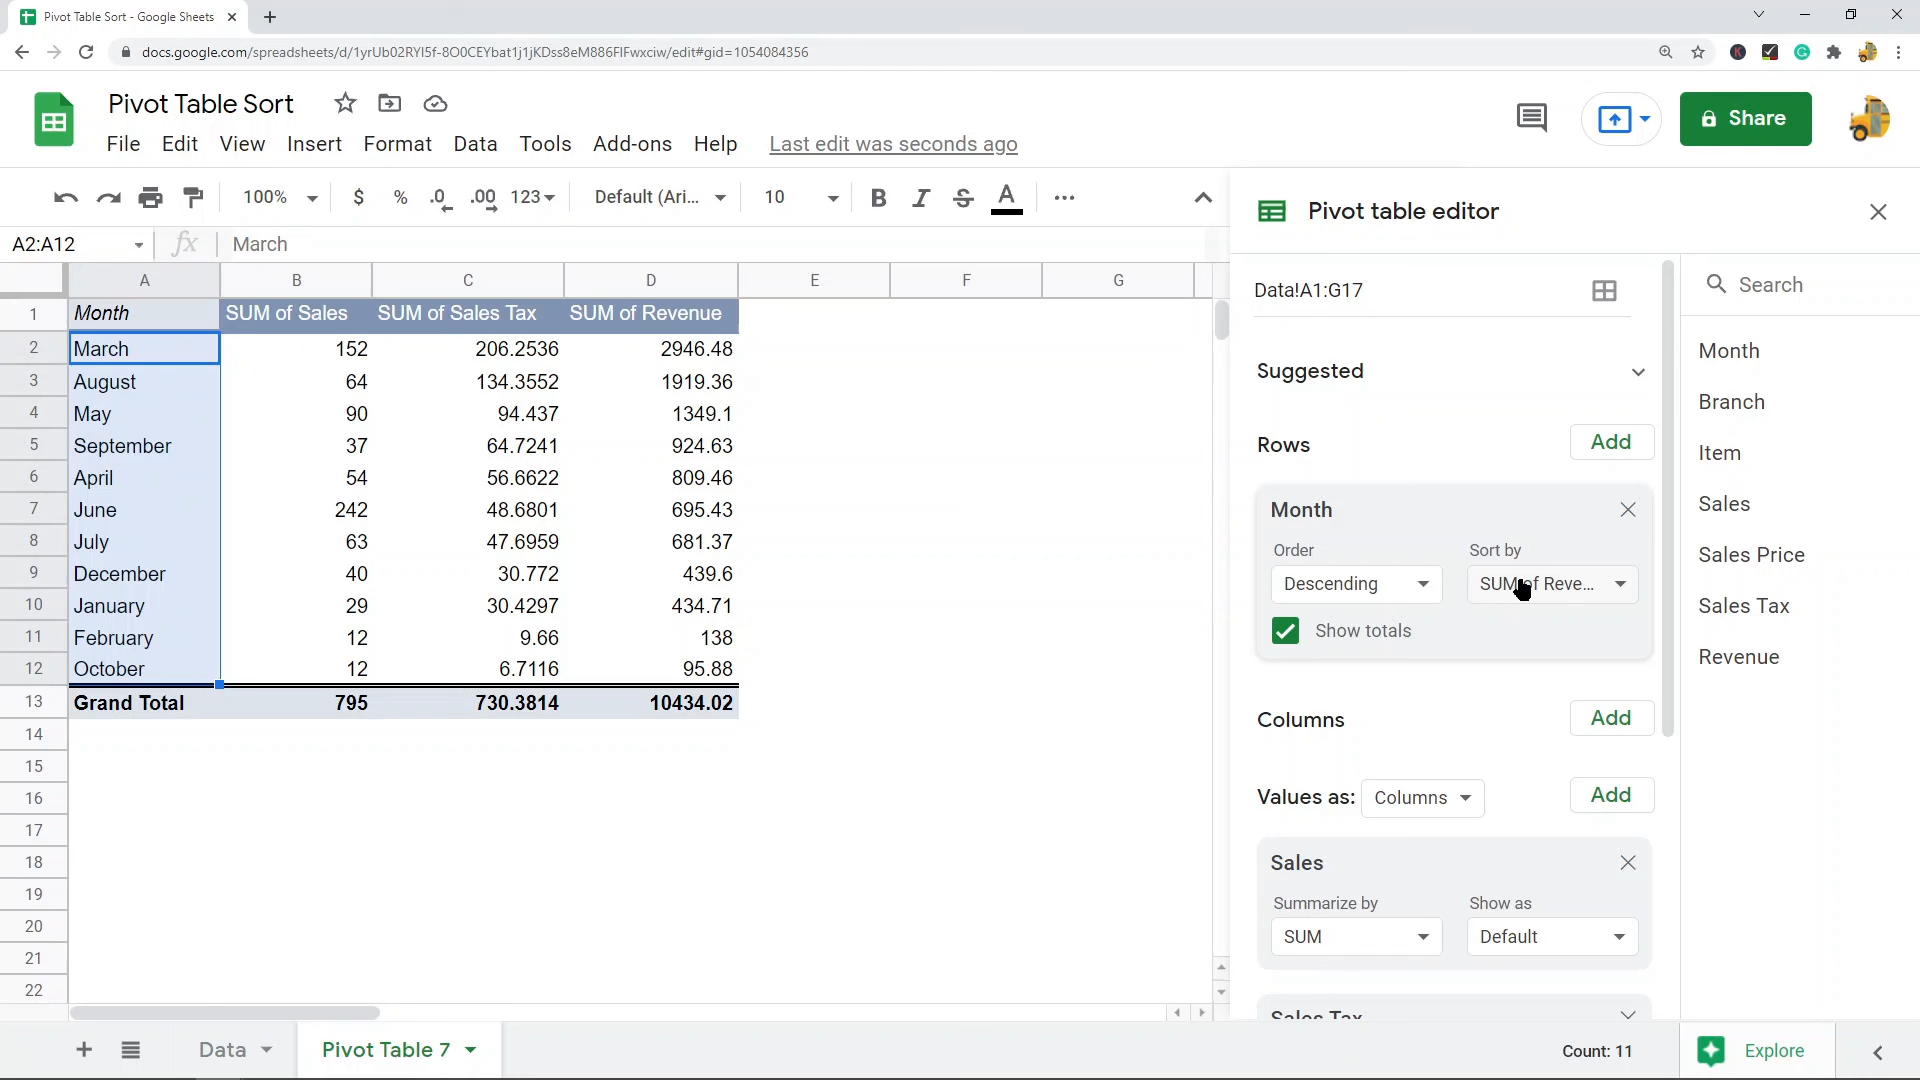 Pivot Table Sort - Google Sheets
docs.google.com/spreadsheets/d/1yrUb02RYI5f-8O0CEYbat1j1jKDss8eM886FIFwxciw/edit#gid=1054084356
Pivot Table Sort
File Edit View Insert Format Data Tools Add-ons Help Last edit was seconds ago
Share
100% $ % .0 .00 123 Default (Ari... 10 B I S A
A2:A12 fx March
A B C D E F G
1 Month SUM of Sales SUM of Sales Tax SUM of Revenue
2 March 152 206.2536 2946.48
3 August 64 134.3552 1919.36
4 May 90 94.437 1349.1
5 September 37 64.7241 924.63
6 April 54 56.6622 809.46
7 June 242 48.6801 695.43
8 July 63 47.6959 681.37
9 December 40 30.772 439.6
10 January 29 30.4297 434.71
11 February 12 9.66 138
12 October 12 6.7116 95.88
13 Grand Total 795 730.3814 10434.02
14
15
16
17
18
19
20
21
22
Pivot table editor
Data!A1:G17
Suggested
Rows Add
Month
Order Sort by
Descending SUM of Reve...
Show totals
Columns Add
Values as: Columns Add
Sales
Summarize by Show as
SUM Default
Sales Tax
Search
Month
Branch
Item
Sales
Sales Price
Sales Tax
Revenue
Data Pivot Table 7 Count: 11 Explore